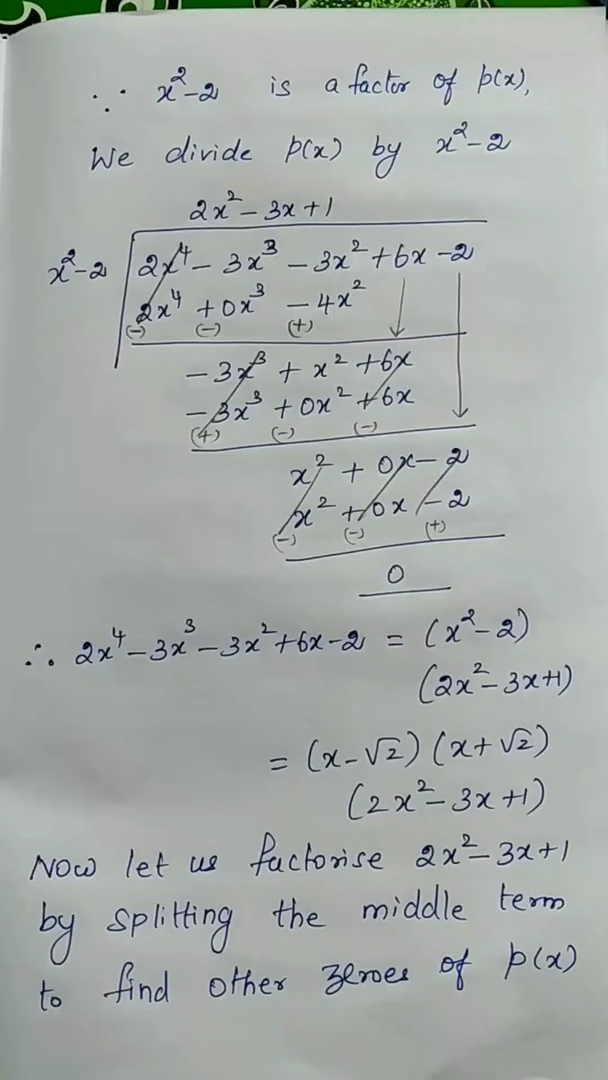 ∵ x²-2 is a factor of p(x),
We divide p(x) by x²-2
2x²-3x+1
x²-2 2x⁴-3x³-3x²+6x-2
2x⁴+0x³-4x²
(-) (-) (+)
-3x³+x²+6x
-3x³+0x²+6x
(+) (-) (-)
x²+0x-2
x²+0x-2
(-) (-) (+)
0
∴ 2x⁴-3x³-3x²+6x-2 = (x²-2)
(2x²-3x+1)
= (x-√2) (x+√2)
(2x²-3x+1)
Now let us factorise 2x²-3x+1
by splitting the middle term
to find other zeroes of p(x)